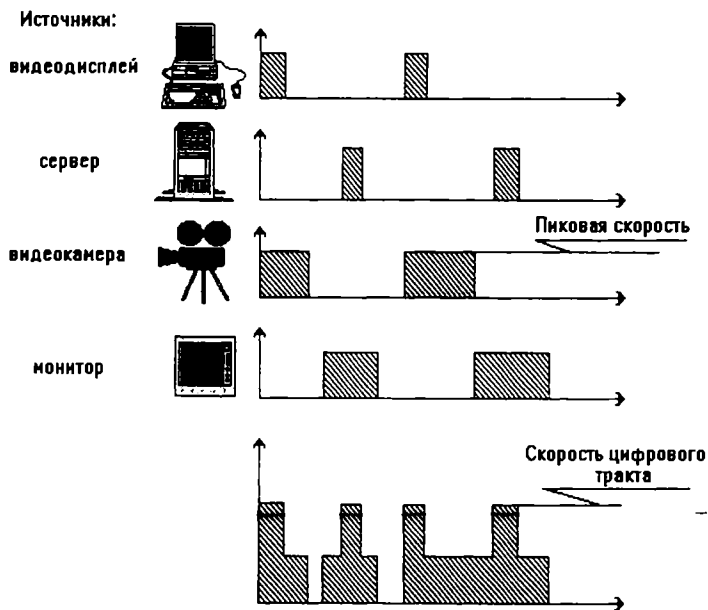 Источники:
видеодисплей
сервер
Пиковая скорость
видеокамера
монитор
Скорость цифрового
тракта